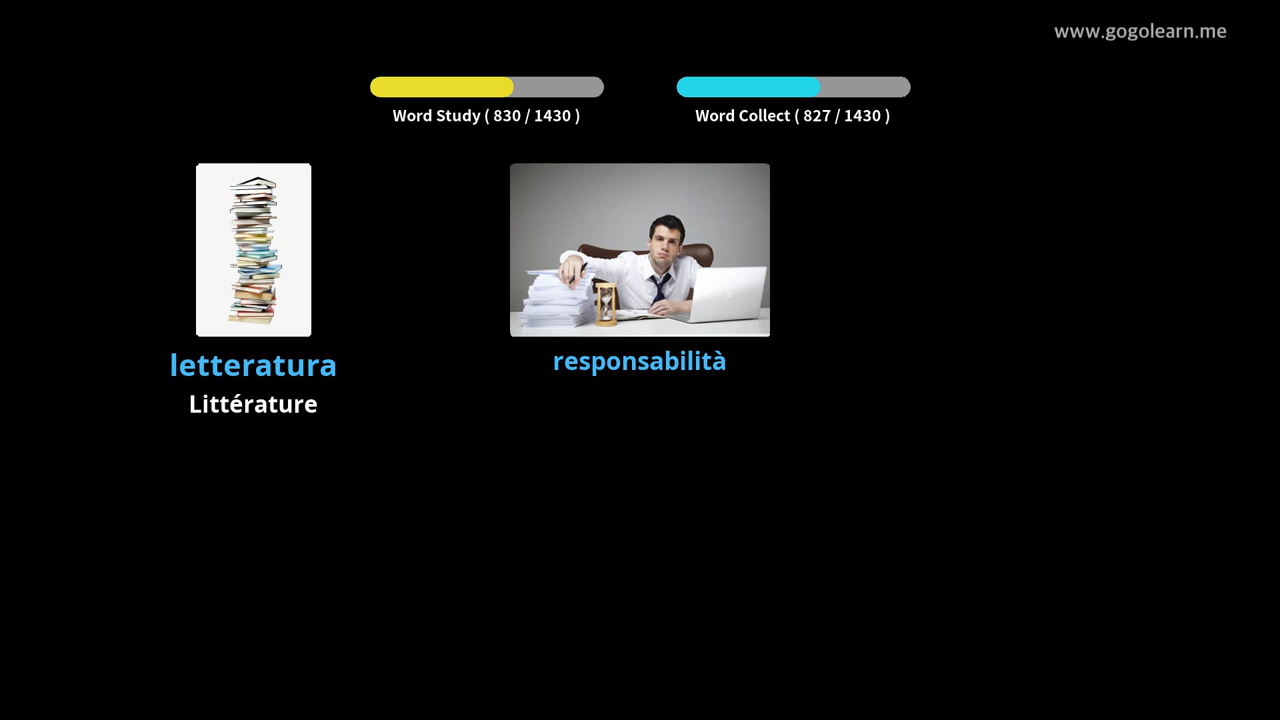 www.gogolearn.me
Word Study ( 830 / 1430 )
Word Collect ( 827 / 1430 )
letteratura
Littérature
responsabilità